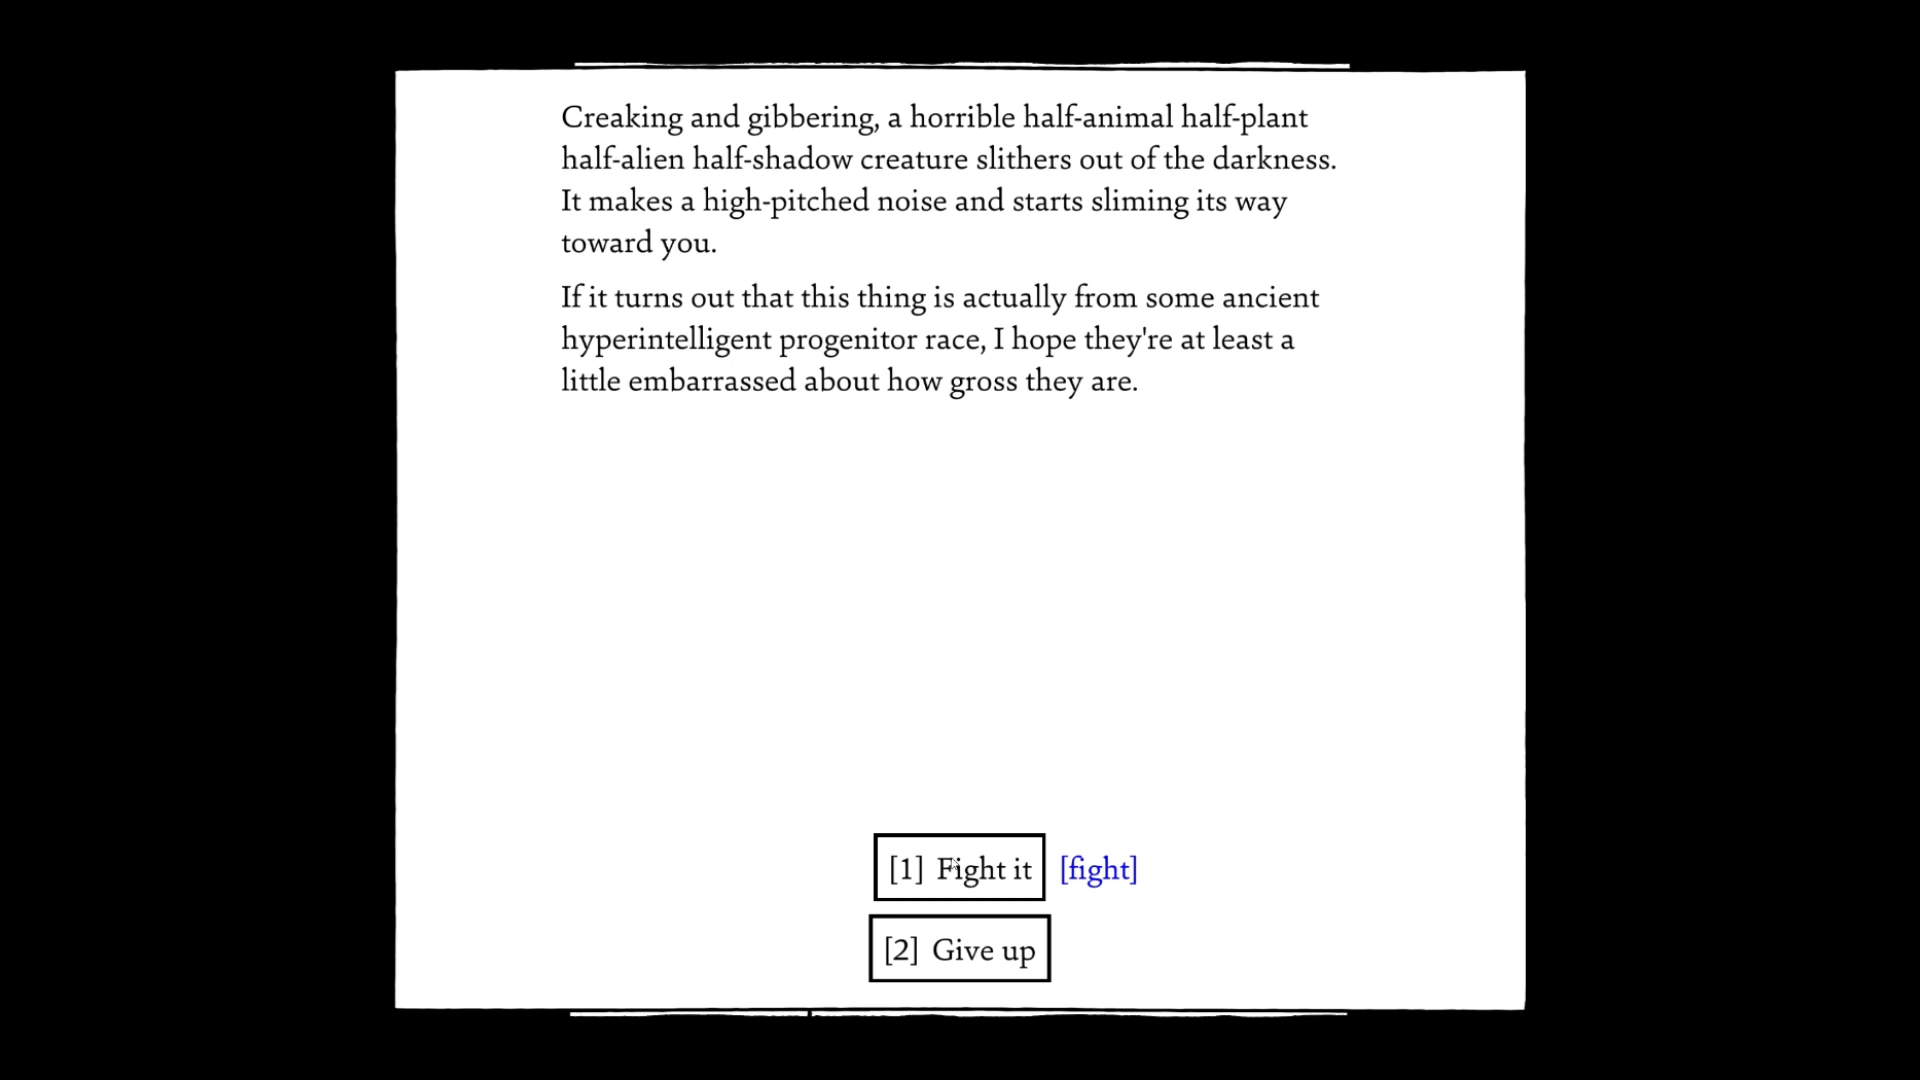 Creaking and gibbering, a horrible half-animal half-plant
half-alien half-shadow creature slithers out of the darkness.
It makes a high-pitched noise and starts sliming its way
toward you.
If it turns out that this thing is actually from some ancient
hyperintelligent progenitor race, I hope they're at least a
little embarrassed about how gross they are.
[1] Fight it [fight]
[2] Give up